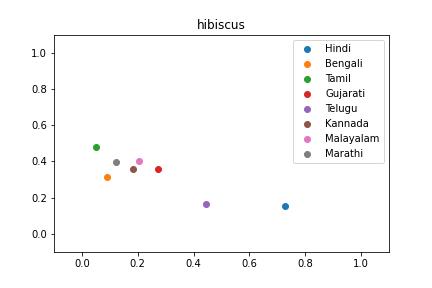 hibiscus
1.0
0.8
0.6
0.4
0.2
0.0
0.0 0.2 0.4 0.6 0.8 1.0
Hindi
Bengali
Tamil
Gujarati
Telugu
Kannada
Malayalam
Marathi